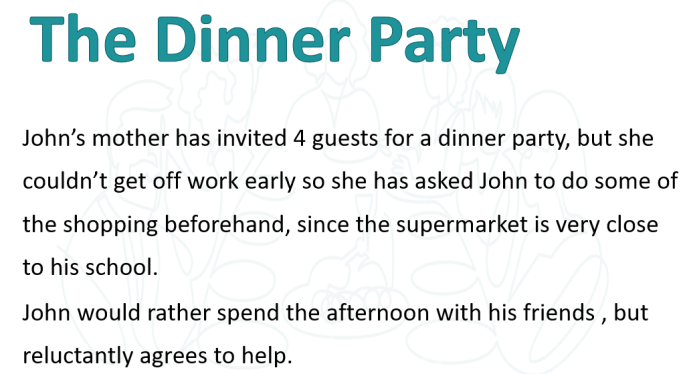 The Dinner Party
John’s mother has invited 4 guests for a dinner party, but she
couldn’t get off work early so she has asked John to do some of
the shopping beforehand, since the supermarket is very close
to his school.
John would rather spend the afternoon with his friends , but
reluctantly agrees to help.